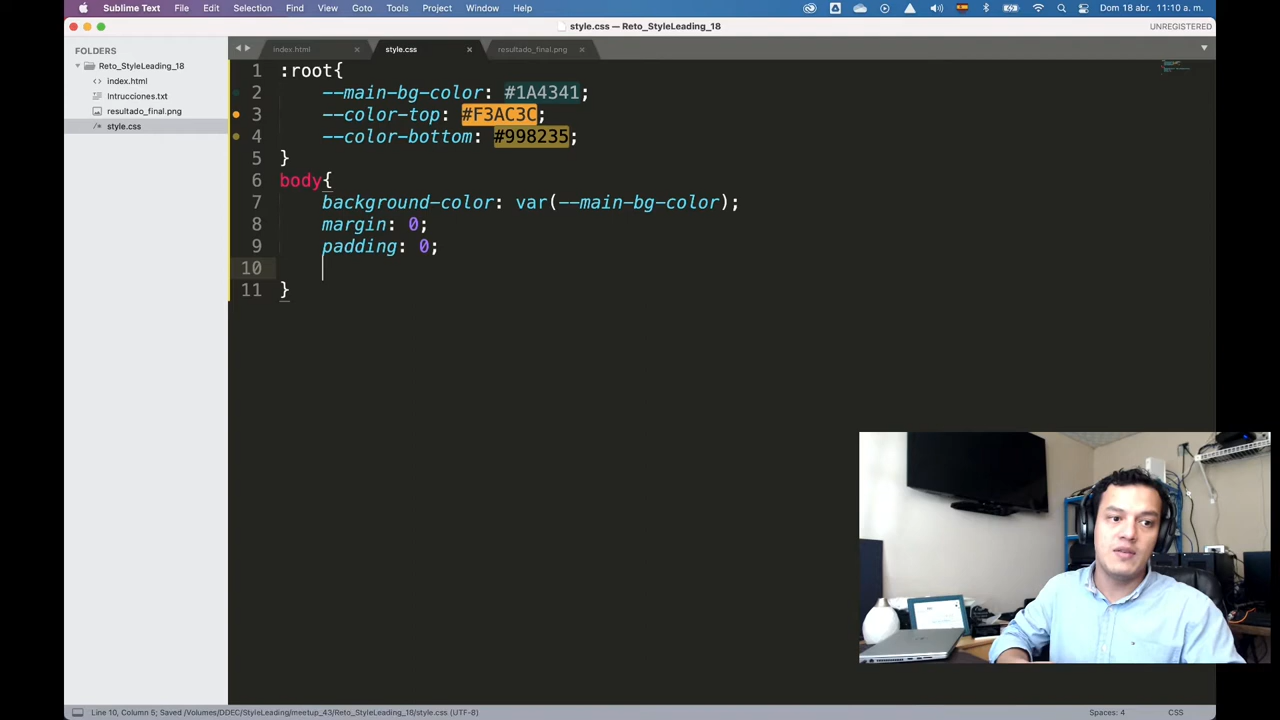 Sublime Text File Edit Selection Find View Goto Tools Project Window Help Dom 18 abr. 11:10 a. m.
style.css — Reto_StyleLeading_18 UNREGISTERED
FOLDERS
Reto_StyleLeading_18
<> index.html
Intrucciones.txt
resultado_final.png
/* style.css
index.html × style.css × resultado_final.png ×
1 :root{
2 --main-bg-color: #1A4341;
3 --color-top: #F3AC3C;
4 --color-bottom: #998235;
5 }
6 body{
7 background-color: var(--main-bg-color);
8 margin: 0;
9 padding: 0;
10
11 }
Line 10, Column 5; Saved /Volumes/DDEC/StyleLeading/meetup_43/Reto_StyleLeading_18/style.css (UTF-8) Spaces: 4 CSS